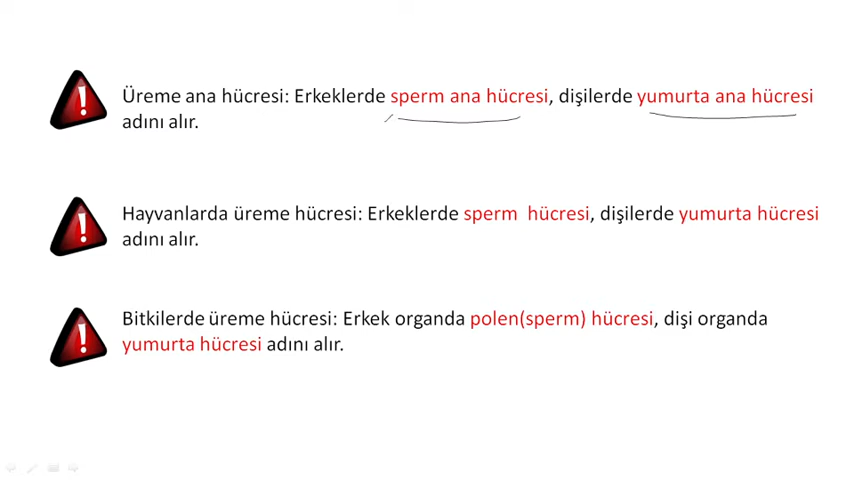 Üreme ana hücresi: Erkeklerde sperm ana hücresi, dişilerde yumurta ana hücresi
adını alır.
Hayvanlarda üreme hücresi: Erkeklerde sperm hücresi, dişilerde yumurta hücresi
adını alır.
Bitkilerde üreme hücresi: Erkek organda polen(sperm) hücresi, dişi organda
yumurta hücresi adını alır.